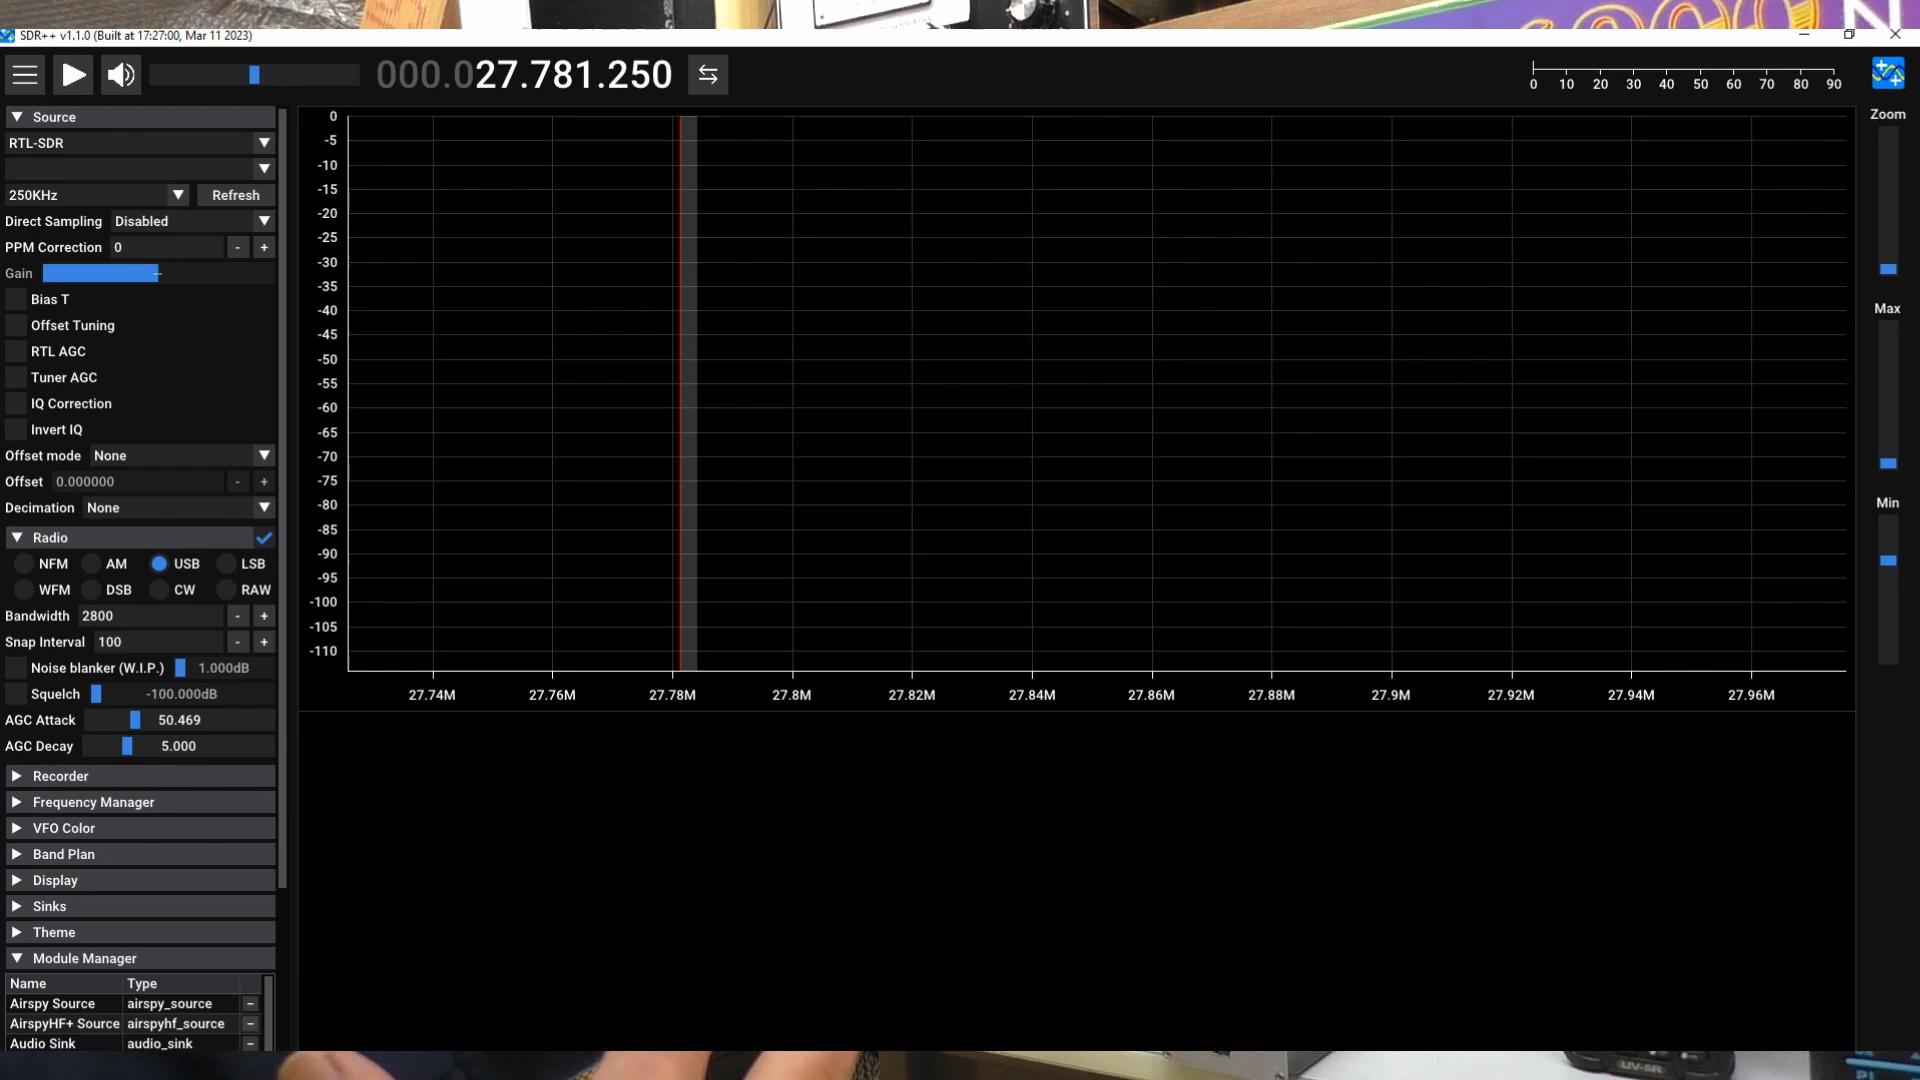 SDR++ v1.1.0 (Built at 17:27:00, Mar 11 2023)
000.027.781.250
0 10 20 30 40 50 60 70 80 90
Source
RTL-SDR
250KHz Refresh
Direct Sampling Disabled
PPM Correction 0 - +
Gain
Bias T
Offset Tuning
RTL AGC
Tuner AGC
IQ Correction
Invert IQ
Offset mode None
Offset 0.000000 - +
Decimation None
Radio
NFM AM USB LSB
WFM DSB CW RAW
Bandwidth 2800 - +
Snap Interval 100 - +
Noise blanker (W.I.P.) 1.000dB
Squelch -100.000dB
AGC Attack 50.469
AGC Decay 5.000
Recorder
Frequency Manager
VFO Color
Band Plan
Display
Sinks
Theme
Module Manager
Name Type
Airspy Source airspy_source -
AirspyHF+ Source airspyhf_source -
Audio Sink audio_sink -
0
-5
-10
-15
-20
-25
-30
-35
-40
-45
-50
-55
-60
-65
-70
-75
-80
-85
-90
-95
-100
-105
-110
27.74M 27.76M 27.78M 27.8M 27.82M 27.84M 27.86M 27.88M 27.9M 27.92M 27.94M 27.96M
Zoom
Max
Min
UV-5R